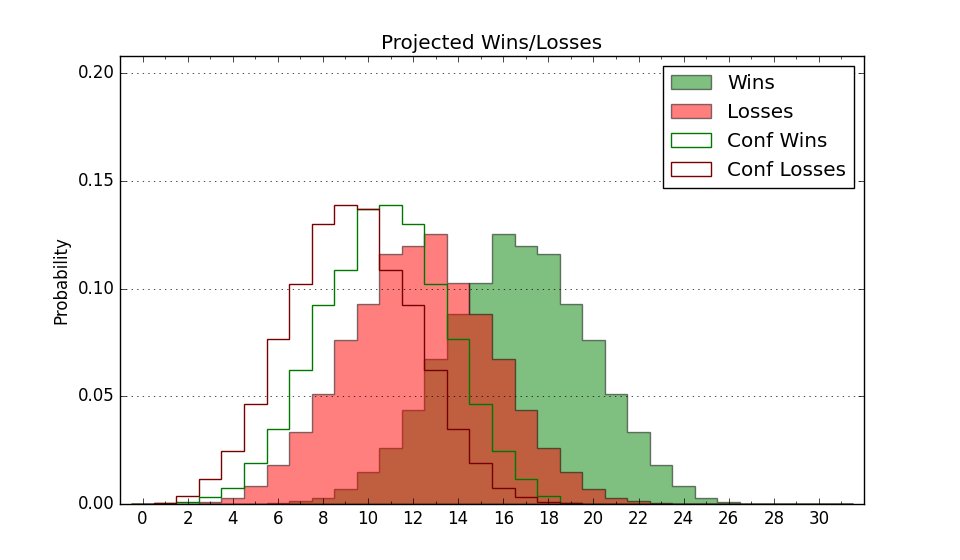 Projected Wins/Losses
0.20
0.15
0.10
0.05
0.00
Probability
Wins
Losses
Conf Wins
Conf Losses
0 2 4 6 8 10 12 14 16 18 20 22 24 26 28 30